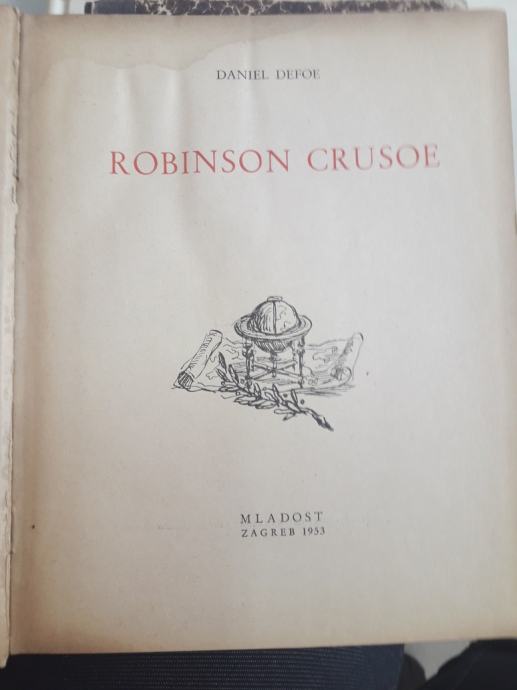 DANIEL DEFOE
ROBINSON CRUSOE
MLADOST
ZAGREB 1953